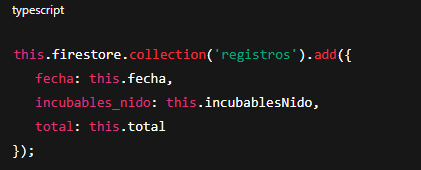 typescript
this.firestore.collection('registros').add({
fecha: this.fecha,
incubables_nido: this.incubablesNido,
total: this.total
});